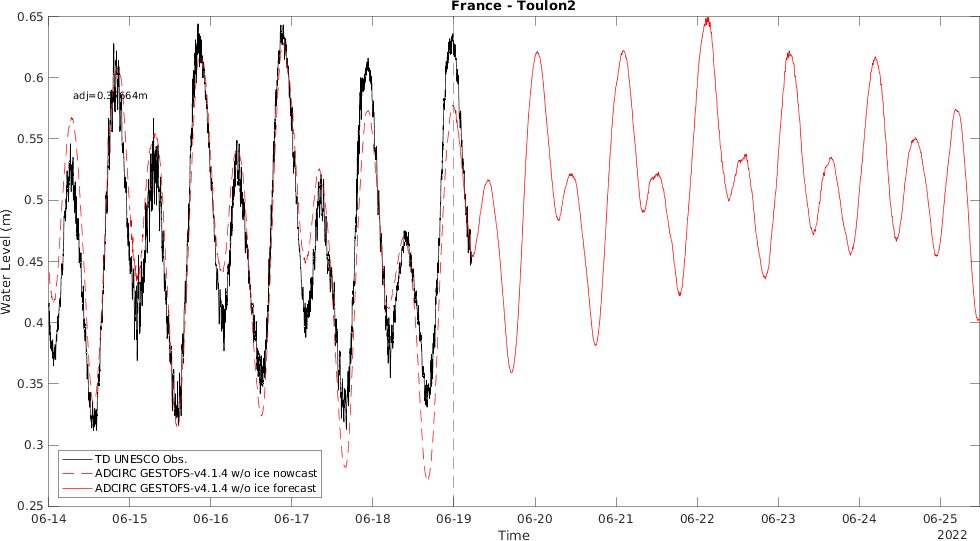 France - Toulon2
0.65
0.6
0.55
0.5
0.45
0.4
0.35
0.3
0.25
Water Level (m)
TD UNESCO Obs.
ADCIRC GESTOFS-v4.1.4 w/o ice nowcast
ADCIRC GESTOFS-v4.1.4 w/o ice forecast
06-14 06-15 06-16 06-17 06-18 06-19 06-20 06-21 06-22 06-23 06-24 06-25
Time
2022